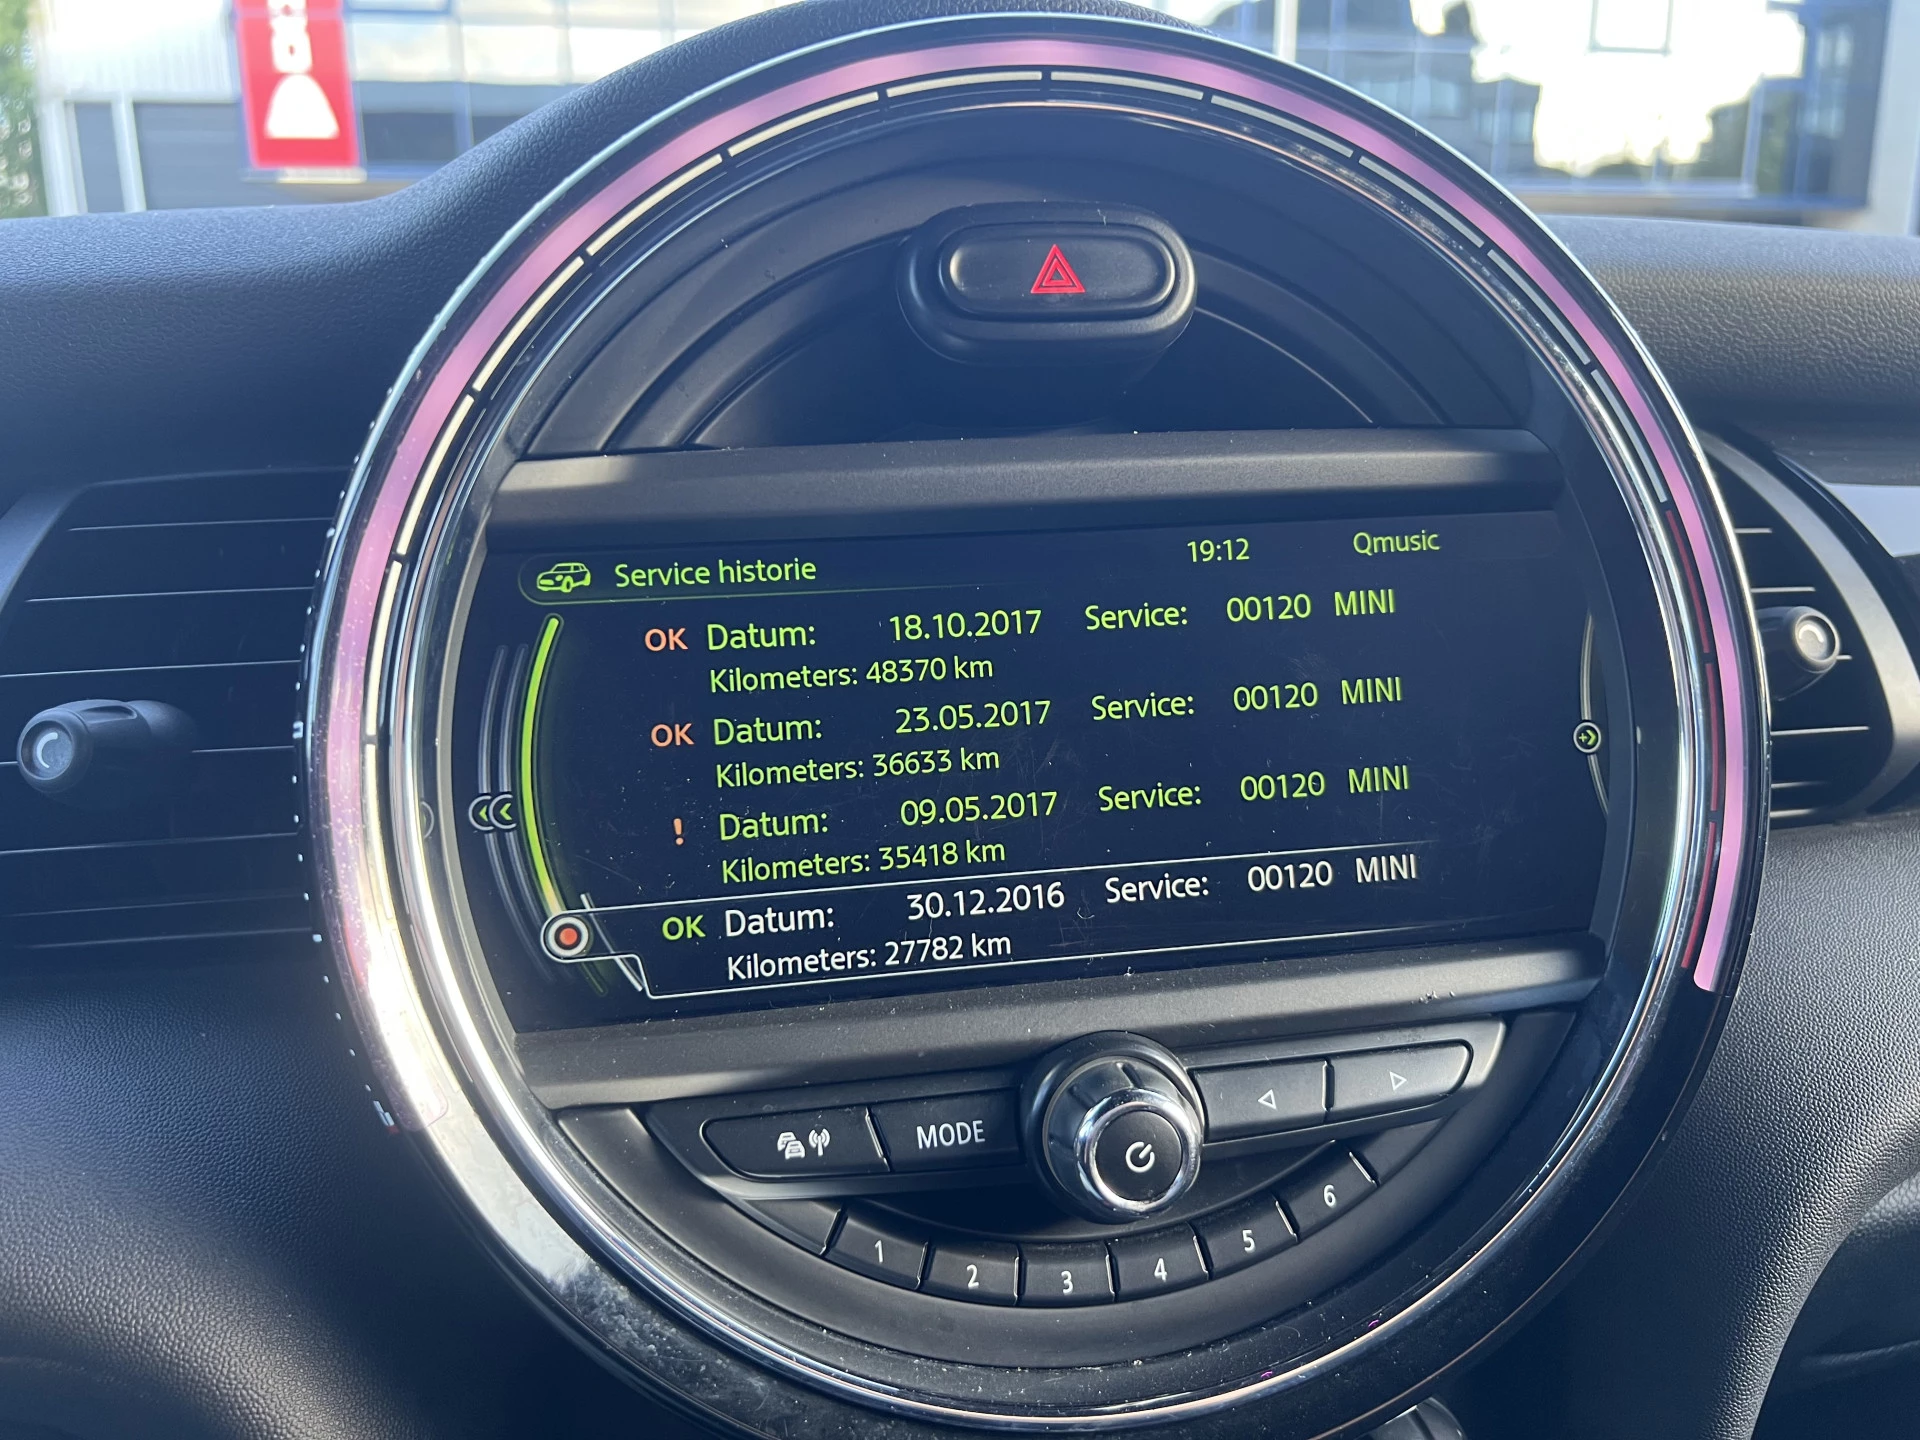 Service historie 19:12 Qmusic
OK Datum: 18.10.2017 Service: 00120 MINI
Kilometers: 48370 km
OK Datum: 23.05.2017 Service: 00120 MINI
Kilometers: 36633 km
! Datum: 09.05.2017 Service: 00120 MINI
Kilometers: 35418 km
OK Datum: 30.12.2016 Service: 00120 MINI
Kilometers: 27782 km
MODE
1 2 3 4 5 6